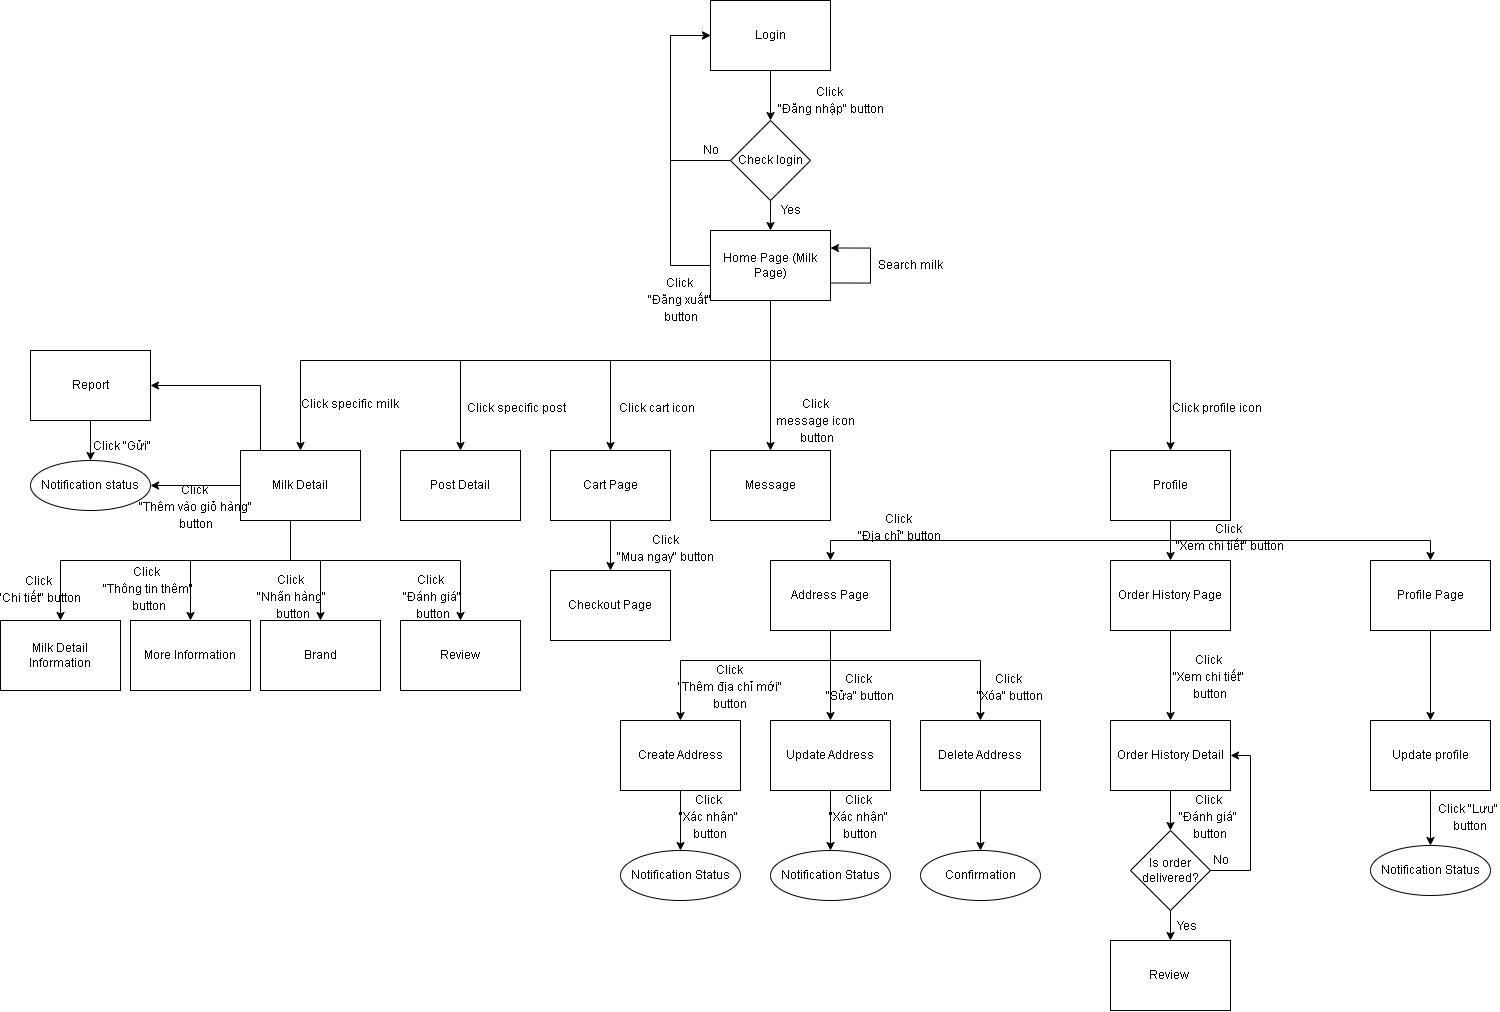 Login
Click
"Đăng nhập" button
No
Check login
Yes
Home Page (Milk
Page)
Search milk
Click
"Đăng xuất"
button
Report
Click specific milk
Click specific post
Click cart icon
Click
message icon
button
Click profile icon
Click "Gửi"
Notification status
Click
"Thêm vào giỏ hàng"
button
Milk Detail
Post Detail
Cart Page
Message
Profile
Click
"Mua ngay" button
Click
"Địa chỉ" button
Click
"Xem chi tiết" button
Click
"Chi tiết" button
Click
"Thông tin thêm"
button
Click
"Nhãn hàng"
button
Click
"Đánh giá"
button
Checkout Page
Address Page
Order History Page
Profile Page
Milk Detail
Information
More Information
Brand
Review
Click
"Thêm địa chỉ mới"
button
Click
"Sửa" button
Click
"Xóa" button
Click
"Xem chi tiết"
button
Create Address
Update Address
Delete Address
Order History Detail
Update profile
Click
"Xác nhận"
button
Click
"Xác nhận"
button
Click
"Đánh giá"
button
Click "Lưu"
button
Notification Status
Notification Status
Confirmation
Is order
delivered?
No
Notification Status
Yes
Review